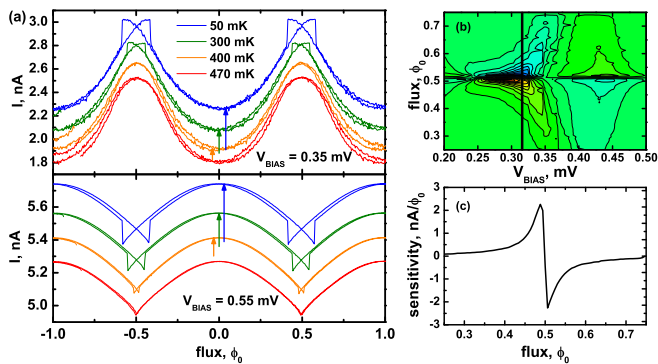 (a)
3.0
2.8
2.6
2.4
2.2
2.0
1.8
I, nA
50 mK
300 mK
400 mK
470 mK
V_BIAS = 0.35 mV
5.6
5.4
5.2
5.0
I, nA
V_BIAS = 0.55 mV
-1.0 -0.5 0.0 0.5 1.0
flux, ϕ₀
(b)
0.7
0.6
0.5
0.4
0.3
flux, ϕ₀
0.20 0.25 0.30 0.35 0.40 0.45 0.50
V_BIAS, mV
(c)
3
2
1
0
-1
-2
-3
sensitivity, nA/ϕ₀
0.3 0.4 0.5 0.6 0.7
flux, ϕ₀